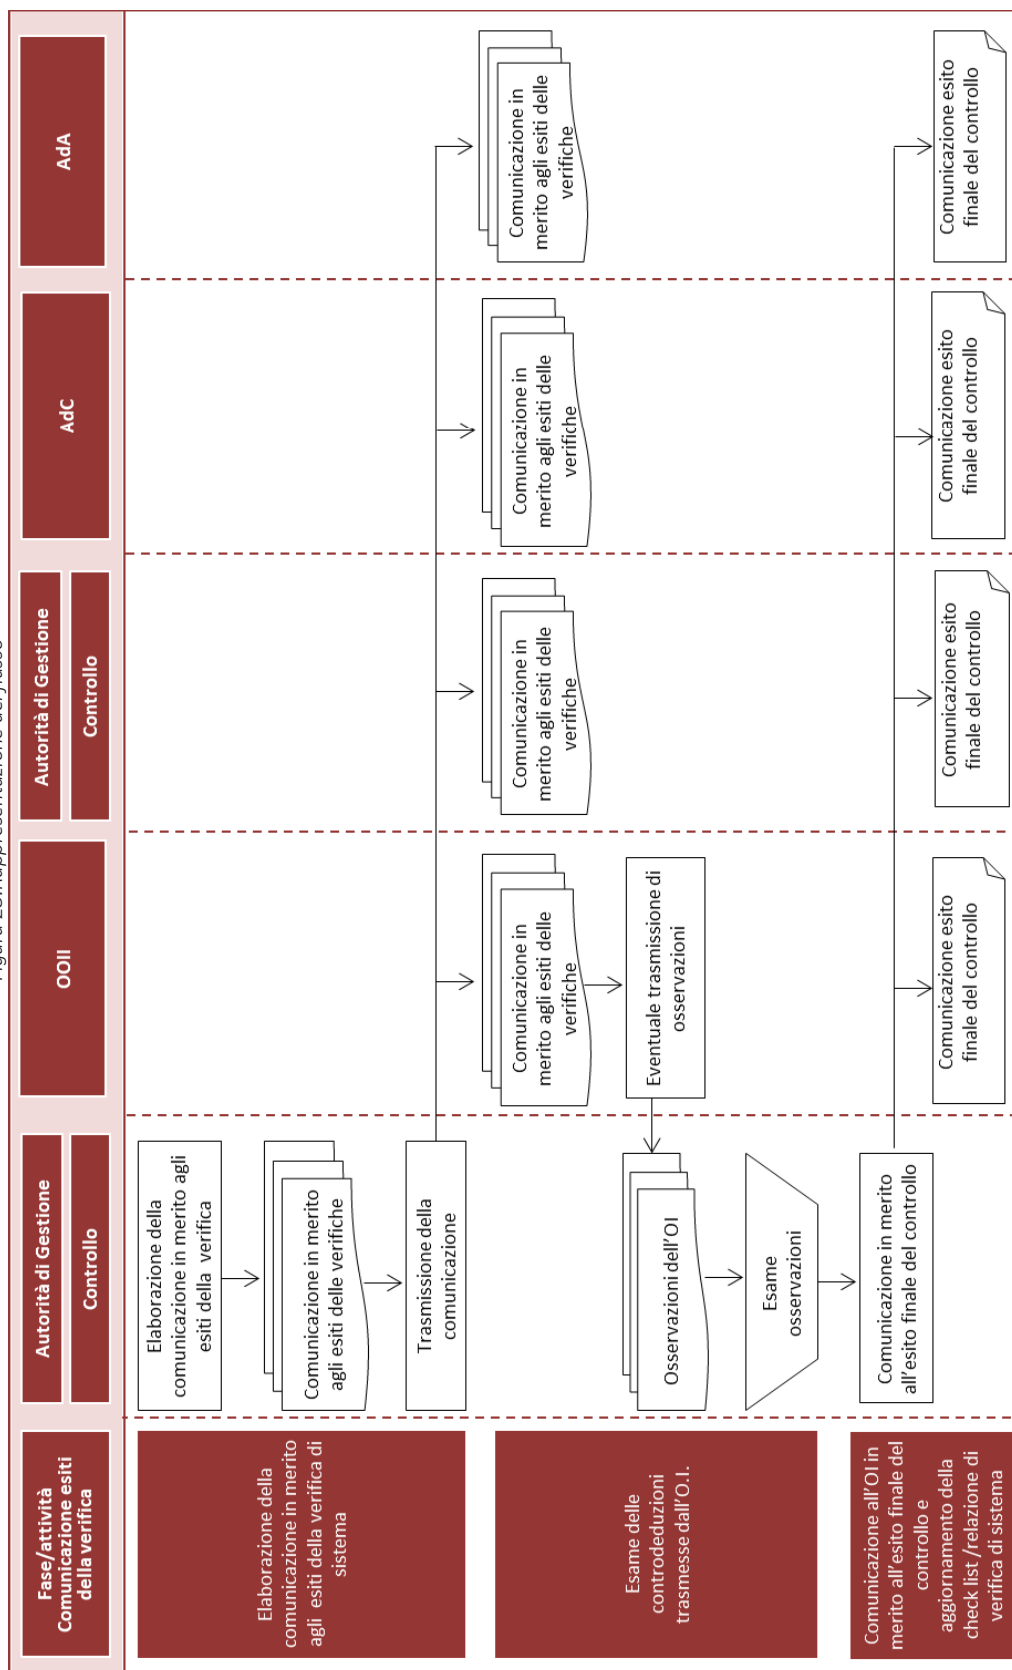 Fase/attività
Comunicazione esiti
della verifica
Autorità di Gestione
Controllo
OOII
Autorità di Gestione
Controllo
AdC
AdA
Elaborazione della
comunicazione in merito
agli esiti della verifica di
sistema
Elaborazione della
comunicazione in merito agli
esiti della verifica
Comunicazione in merito
agli esiti delle verifiche
Trasmissione della
comunicazione
Comunicazione in
merito agli esiti delle
verifiche
Comunicazione in
merito agli esiti delle
verifiche
Comunicazione in
merito agli esiti delle
verifiche
Comunicazione in
merito agli esiti delle
verifiche
Esame delle
controdeduzioni
trasmesse dall'O.I.
Eventuale trasmissione di
osservazioni
Osservazioni dell'OI
Esame
osservazioni
Comunicazione all'OI in
merito all'esito finale del
controllo e
aggiornamento della
check list /relazione di
verifica di sistema
Comunicazione in merito
all'esito finale del controllo
Comunicazione esito
finale del controllo
Comunicazione esito
finale del controllo
Comunicazione esito
finale del controllo
Comunicazione esito
finale del controllo